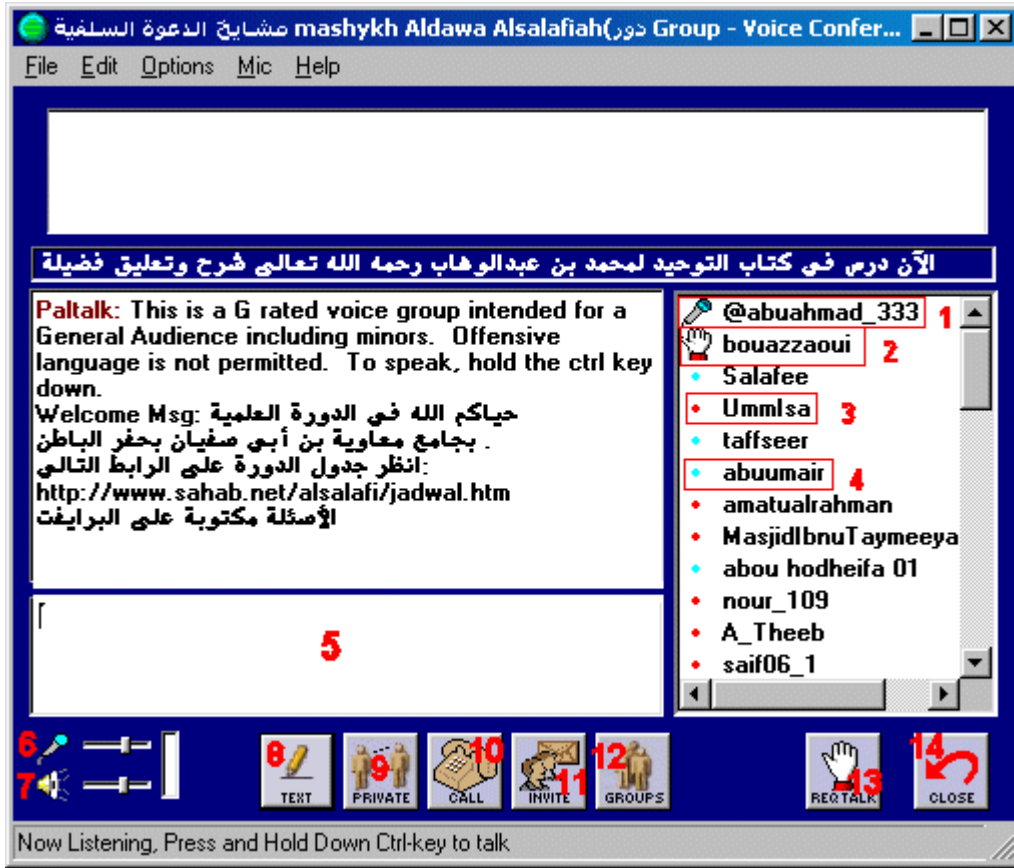 مشايخ الدعوة السلفية mashykh Aldawa Alsalafiah(دور Group - Voice Confer...
File Edit Options Mic Help
الآن درس في كتاب التوحيد لمحمد بن عبدالوهاب رحمه الله تعالى شرح وتعليق فضيلة
Paltalk: This is a G rated voice group intended for a
General Audience including minors. Offensive
language is not permitted. To speak, hold the ctrl key
down.
Welcome Msg: حياكم الله في الدورة العلمية
بجامع معاوية بن أبي صفيان بحفر الباطن .
انظر جدول الدورة على الرابط التالي:
http://www.sahab.net/alsalafi/jadwal.htm
الأسئلة مكتوبة على البرايفت
@abuahmad_333 1
bouazzaoui 2
Salafee
UmmIsa 3
taffseer
abuumair 4
amatualrahman
MasjidIbnuTaymeeya
abou hodheifa 01
nour_109
A_Theeb
saif06_1
5
6
7
8 TEXT
9 PRIVATE
10 CALL
11 INVITE
12 GROUPS
13 REQ TALK
14 CLOSE
Now Listening, Press and Hold Down Ctrl-key to talk